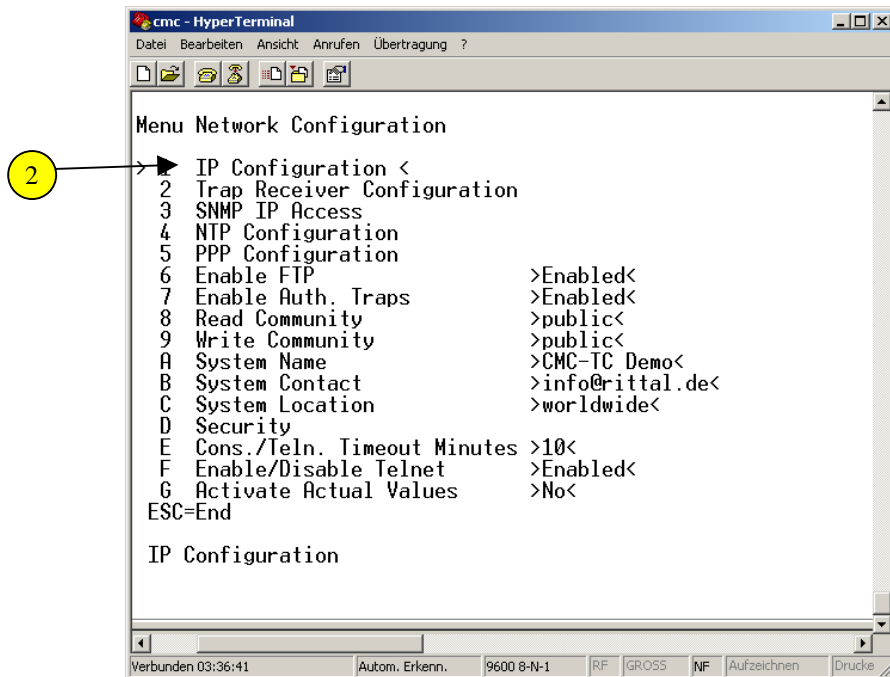 cmc - HyperTerminal
Datei Bearbeiten Ansicht Anrufen Übertragung ?
Menu Network Configuration
2
> 1 IP Configuration <
2 Trap Receiver Configuration
3 SNMP IP Access
4 NTP Configuration
5 PPP Configuration
6 Enable FTP >Enabled<
7 Enable Auth. Traps >Enabled<
8 Read Community >public<
9 Write Community >public<
A System Name >CMC-TC Demo<
B System Contact >info@rittal.de<
C System Location >worldwide<
D Security
E Cons./Teln. Timeout Minutes >10<
F Enable/Disable Telnet >Enabled<
G Activate Actual Values >No<
ESC=End
IP Configuration
Verbunden 03:36:41 Autom. Erkenn. 9600 8-N-1 RF GROSS NF Aufzeichnen Drucke